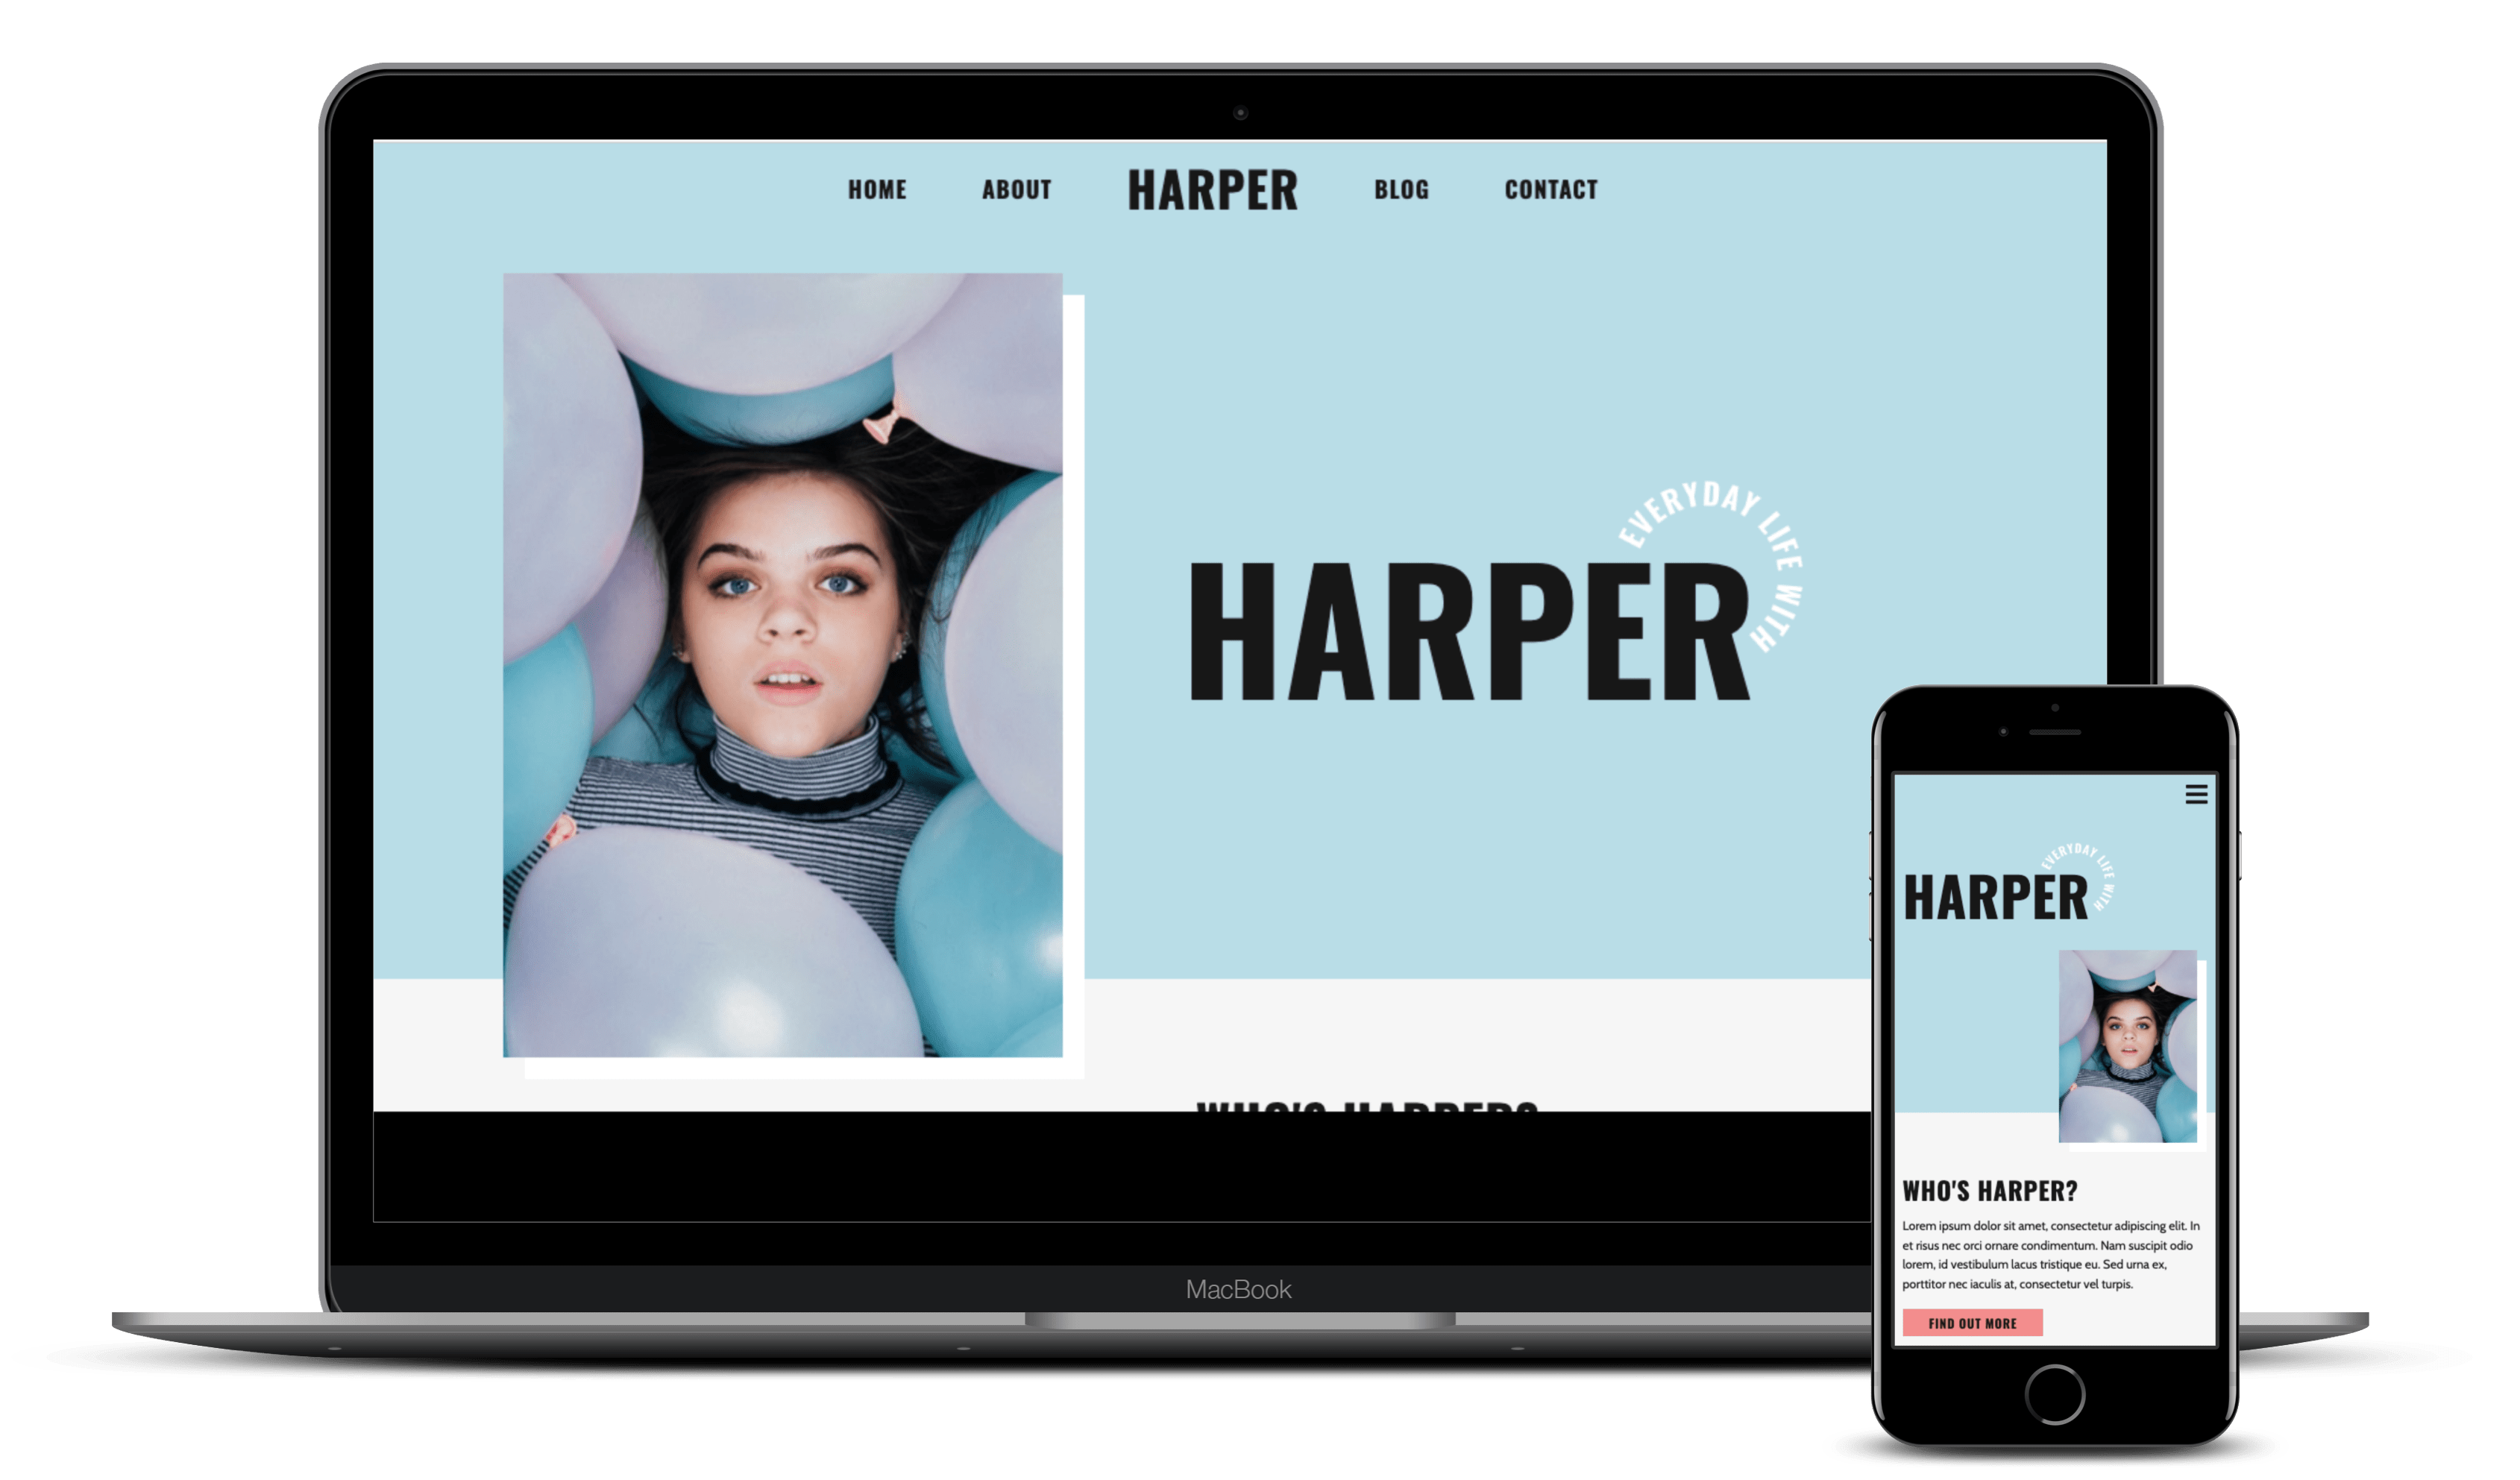 HOME ABOUT HARPER BLOG CONTACT
EVERYDAY LIFE WITH
HARPER
WHO'S HARPER?
MacBook
EVERYDAY LIFE WITH
HARPER
WHO'S HARPER?
Lorem ipsum dolor sit amet, consectetur adipiscing elit. In
et risus nec orci ornare condimentum. Nam suscipit odio
lorem, id vestibulum lacus tristique eu. Sed urna ex,
porttitor nec iaculis at, consectetur vel turpis.
FIND OUT MORE